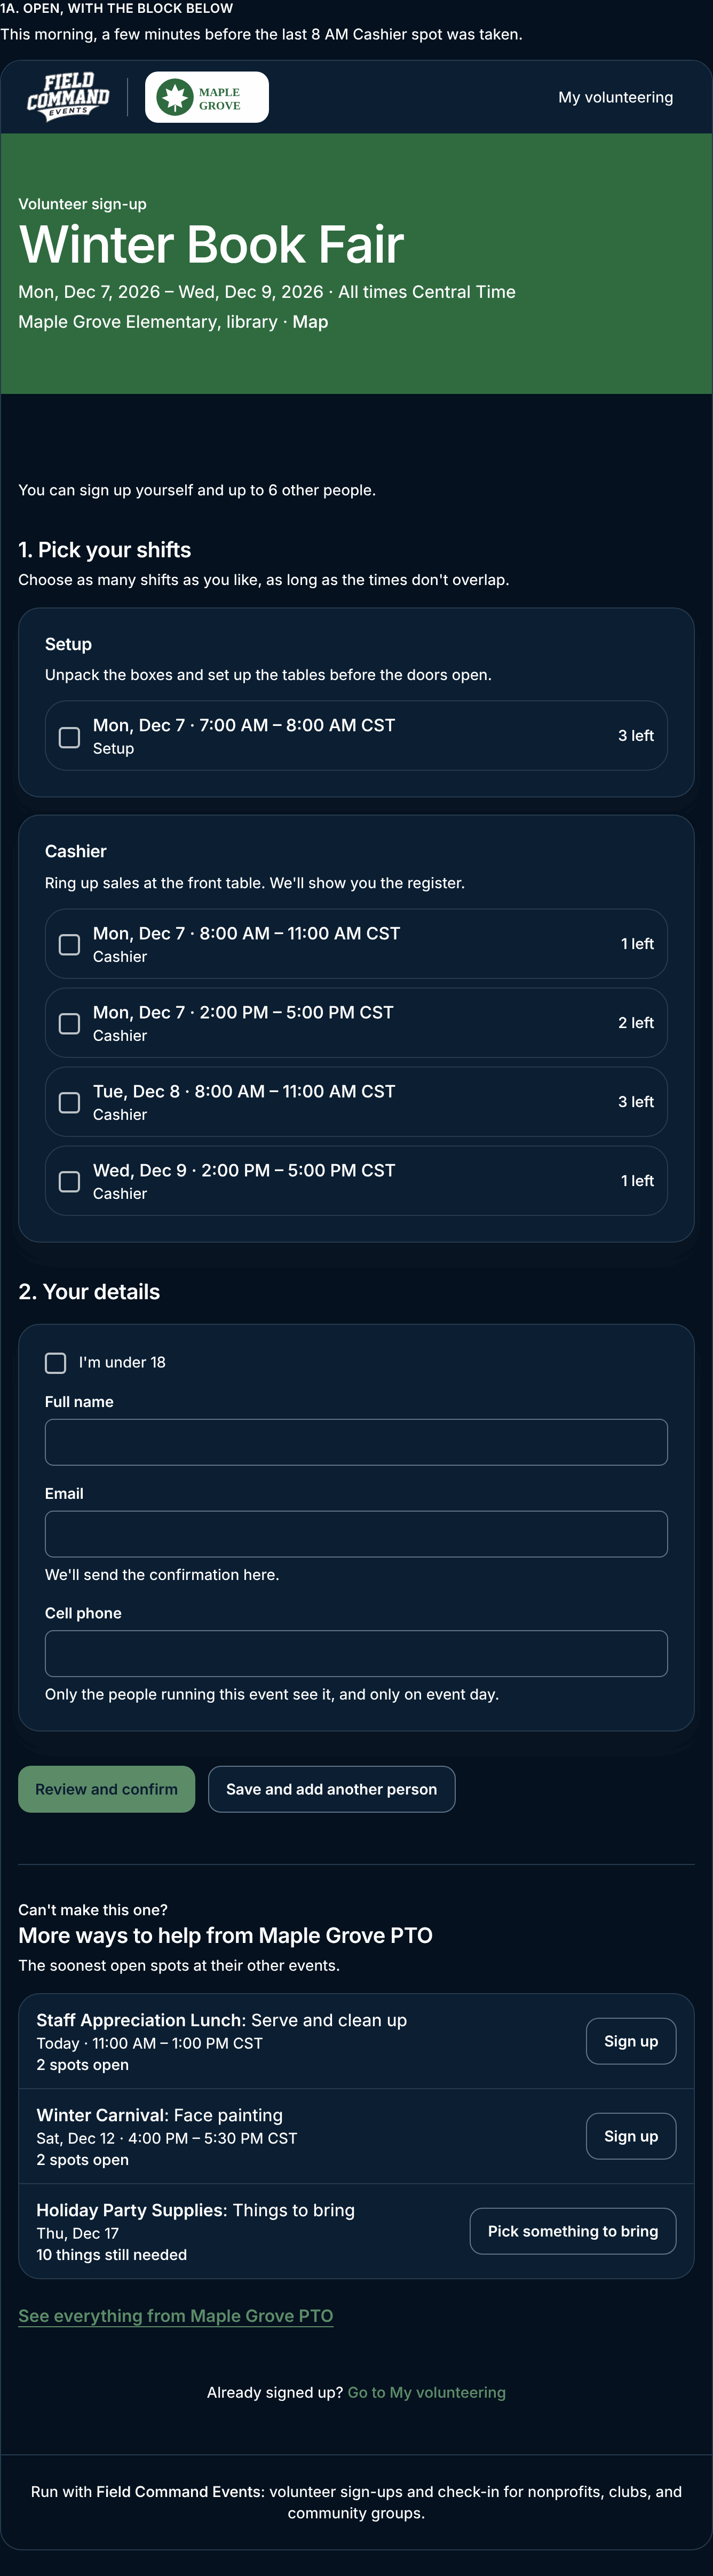 1A. OPEN, WITH THE BLOCK BELOW
This morning, a few minutes before the last 8 AM Cashier spot was taken.
FIELD
COMMAND
EVENTS
MAPLE
GROVE
My volunteering
Volunteer sign-up
Winter Book Fair
Mon, Dec 7, 2026 – Wed, Dec 9, 2026 · All times Central Time
Maple Grove Elementary, library · Map
You can sign up yourself and up to 6 other people.
1. Pick your shifts
Choose as many shifts as you like, as long as the times don't overlap.
Setup
Unpack the boxes and set up the tables before the doors open.
Mon, Dec 7 · 7:00 AM – 8:00 AM CST
Setup
3 left
Cashier
Ring up sales at the front table. We'll show you the register.
Mon, Dec 7 · 8:00 AM – 11:00 AM CST
Cashier
1 left
Mon, Dec 7 · 2:00 PM – 5:00 PM CST
Cashier
2 left
Tue, Dec 8 · 8:00 AM – 11:00 AM CST
Cashier
3 left
Wed, Dec 9 · 2:00 PM – 5:00 PM CST
Cashier
1 left
2. Your details
I'm under 18
Full name
Email
We'll send the confirmation here.
Cell phone
Only the people running this event see it, and only on event day.
Review and confirm
Save and add another person
Can't make this one?
More ways to help from Maple Grove PTO
The soonest open spots at their other events.
Staff Appreciation Lunch: Serve and clean up
Today · 11:00 AM – 1:00 PM CST
2 spots open
Sign up
Winter Carnival: Face painting
Sat, Dec 12 · 4:00 PM – 5:30 PM CST
2 spots open
Sign up
Holiday Party Supplies: Things to bring
Thu, Dec 17
10 things still needed
Pick something to bring
See everything from Maple Grove PTO
Already signed up? Go to My volunteering
Run with Field Command Events: volunteer sign-ups and check-in for nonprofits, clubs, and
community groups.